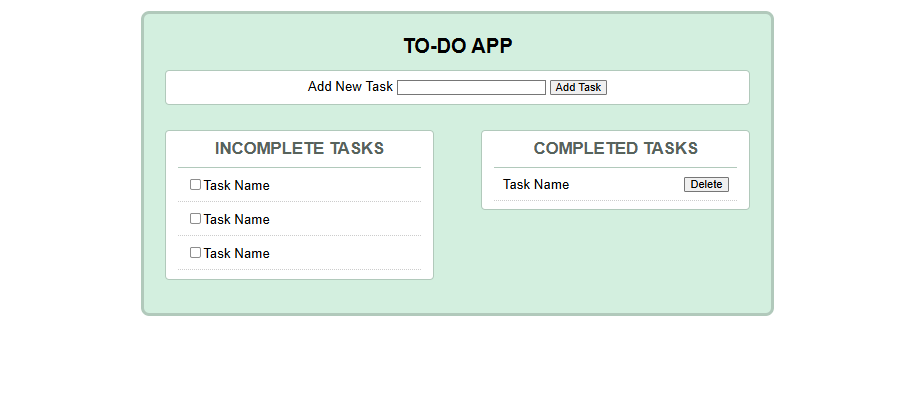 TO-DO APP
Add New Task Add Task
INCOMPLETE TASKS
Task Name
Task Name
Task Name
COMPLETED TASKS
Task Name Delete